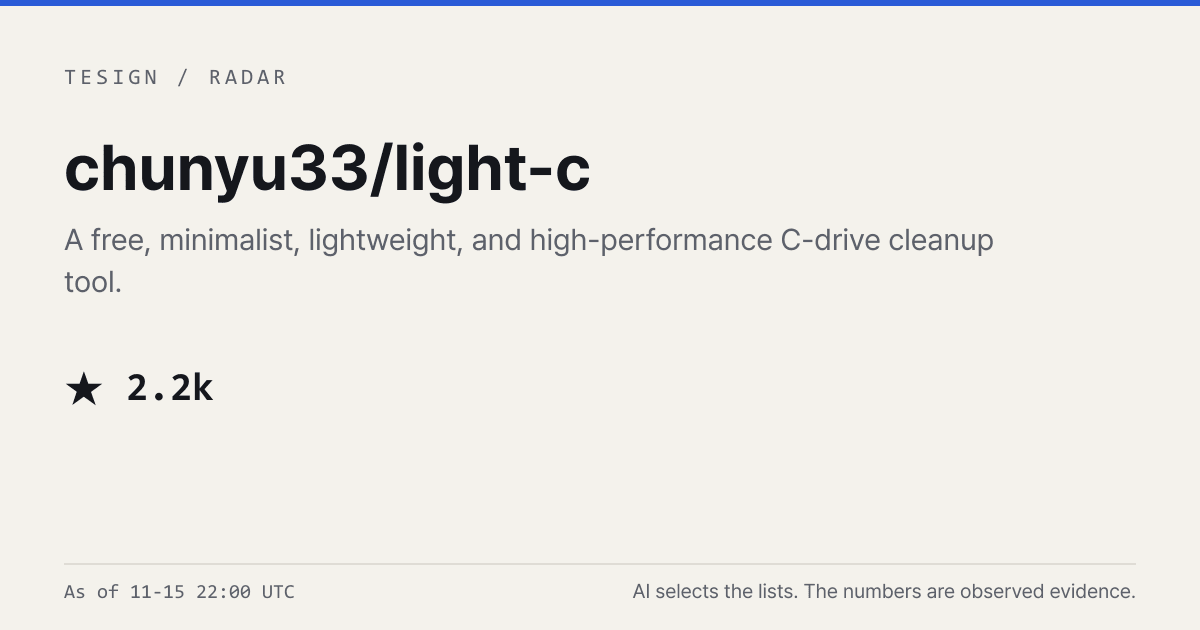 TESIGN / RADAR
chunyu33/light-c
A free, minimalist, lightweight, and high-performance C-drive cleanup
tool.
★ 2.2k
As of 11-15 22:00 UTC
AI selects the lists. The numbers are observed evidence.